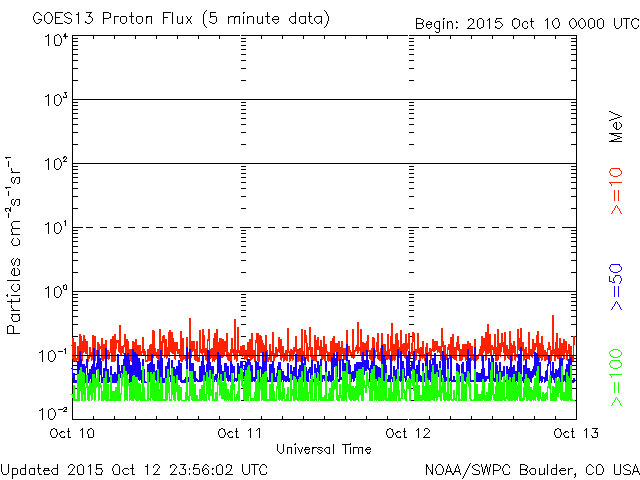 GOES13 Proton Flux (5 minute data)
Begin: 2015 Oct 10 0000 UTC
10⁴
10³
10²
10¹
10⁰
10⁻¹
10⁻²
Particles cm⁻²s⁻¹sr⁻¹
MeV
>=10
>=50
>=100
Oct 10
Oct 11
Oct 12
Oct 13
Universal Time
Updated 2015 Oct 12 23:56:02 UTC
NOAA/SWPC Boulder, CO USA